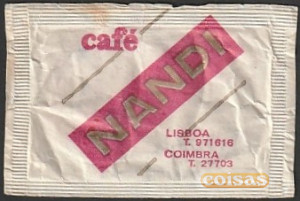 café
NANDI
LISBOA
T. 971616
COIMBRA
T. 27703
coisas